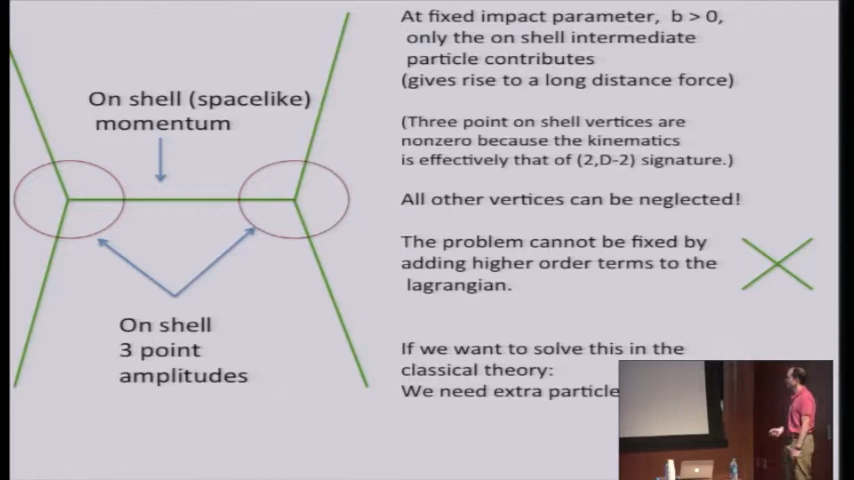 On shell (spacelike)
momentum
On shell
3 point
amplitudes
At fixed impact parameter, b > 0,
only the on shell intermediate
particle contributes
(gives rise to a long distance force)
(Three point on shell vertices are
nonzero because the kinematics
is effectively that of (2,D-2) signature.)
All other vertices can be neglected!
The problem cannot be fixed by
adding higher order terms to the
lagrangian.
If we want to solve this in the
classical theory:
We need extra particle